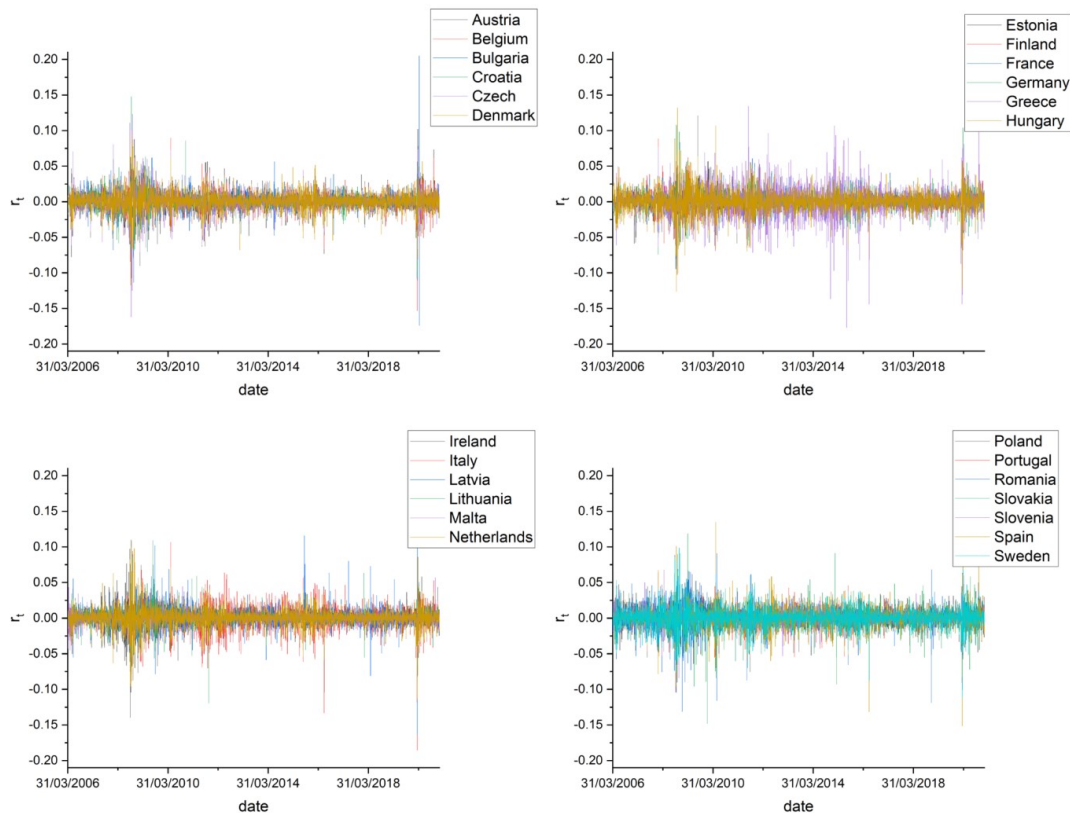 Austria
Belgium
Bulgaria
Croatia
Czech
Denmark
0.20
0.15
0.10
0.05
0.00
-0.05
-0.10
-0.15
-0.20
rt
31/03/2006
31/03/2010
31/03/2014
31/03/2018
date
Estonia
Finland
France
Germany
Greece
Hungary
0.20
0.15
0.10
0.05
0.00
-0.05
-0.10
-0.15
-0.20
rt
31/03/2006
31/03/2010
31/03/2014
31/03/2018
date
Ireland
Italy
Latvia
Lithuania
Malta
Netherlands
0.20
0.15
0.10
0.05
0.00
-0.05
-0.10
-0.15
-0.20
rt
31/03/2006
31/03/2010
31/03/2014
31/03/2018
date
Poland
Portugal
Romania
Slovakia
Slovenia
Spain
Sweden
0.20
0.15
0.10
0.05
0.00
-0.05
-0.10
-0.15
-0.20
rt
31/03/2006
31/03/2010
31/03/2014
31/03/2018
date